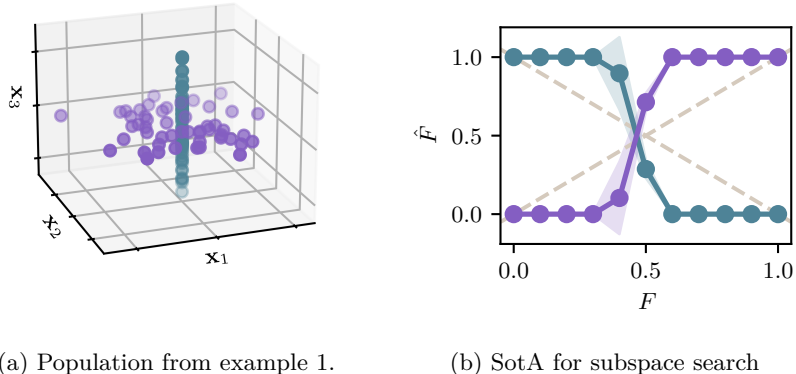 x₃
x₂
x₁
1.0
0.5
0.0
F̂
0.0
0.5
1.0
F
(a) Population from example 1.
(b) SotA for subspace search